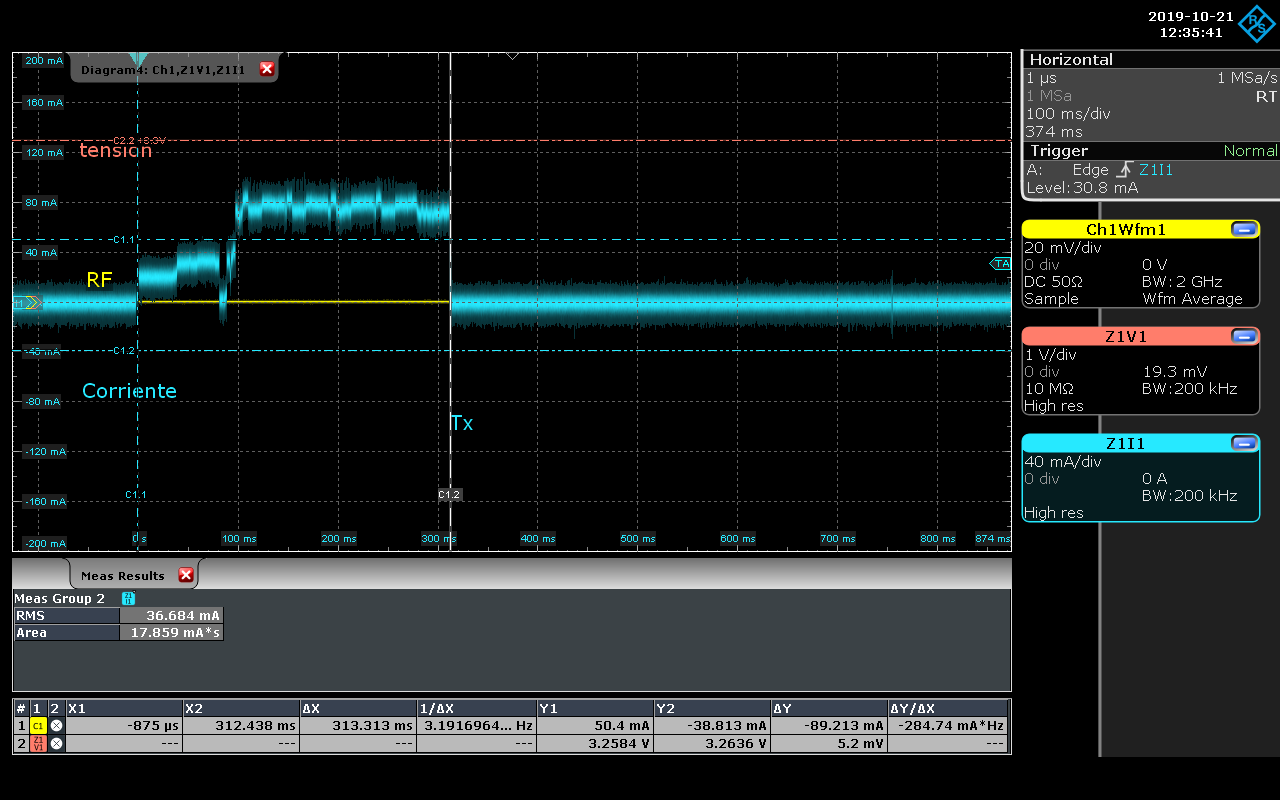 2019-10-21
12:35:41
R
S
Horizontal
1 µs 1 MSa/s
1 MSa RT
100 ms/div
374 ms
Trigger Normal
A: Edge Z1I1
Level: 30.8 mA
Diagram4: Ch1,Z1V1,Z1I1
200 mA
160 mA
120 mA
80 mA
40 mA
-40 mA
-80 mA
-120 mA
-160 mA
-200 mA
tension
C1.1
RF
TA
C1.2
Corriente
Tx
C1.1
C1.2
0 s 100 ms 200 ms 300 ms 400 ms 500 ms 600 ms 700 ms 800 ms 874 ms
Ch1Wfm1
20 mV/div
0 div 0 V
DC 50Ω BW: 2 GHz
Sample Wfm Average
Z1V1
1 V/div
0 div 19.3 mV
10 MΩ BW:200 kHz
High res
Z1I1
40 mA/div
0 div 0 A
BW:200 kHz
High res
Meas Results
Meas Group 2
RMS 36.684 mA
Area 17.859 mA*s
# 1 2 X1 X2 ΔX 1/ΔX Y1 Y2 ΔY ΔY/ΔX
1 C1 -875 µs 312.438 ms 313.313 ms 3.1916964... Hz 50.4 mA -38.813 mA -89.213 mA -284.74 mA*Hz
2 Z1 V1 --- --- --- --- 3.2584 V 3.2636 V 5.2 mV ---